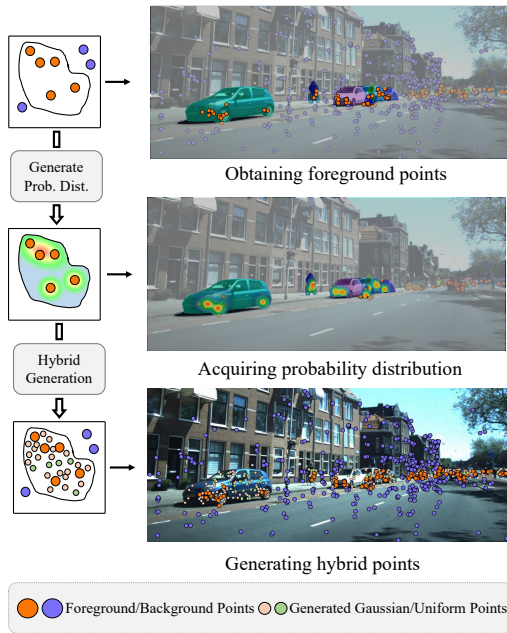 Obtaining foreground points
Generate
Prob. Dist.
Acquiring probability distribution
Hybrid
Generation
Generating hybrid points
Foreground/Background Points
Generated Gaussian/Uniform Points